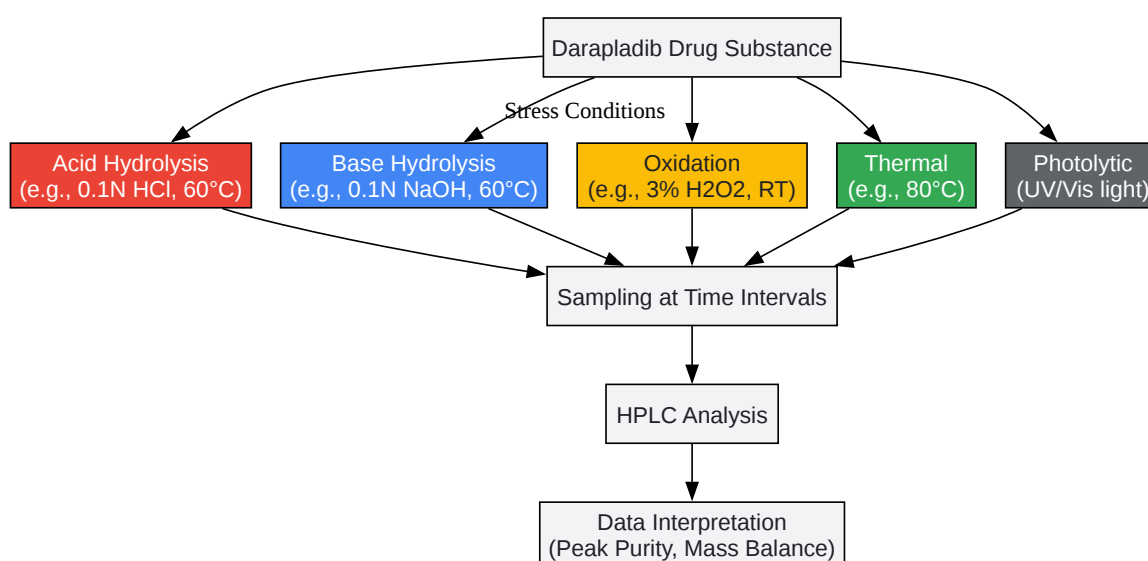 Darapladib Drug Substance
Stress Conditions
Acid Hydrolysis
(e.g., 0.1N HCl, 60°C)
Base Hydrolysis
(e.g., 0.1N NaOH, 60°C)
Oxidation
(e.g., 3% H2O2, RT)
Thermal
(e.g., 80°C)
Photolytic
(UV/Vis light)
Sampling at Time Intervals
HPLC Analysis
Data Interpretation
(Peak Purity, Mass Balance)